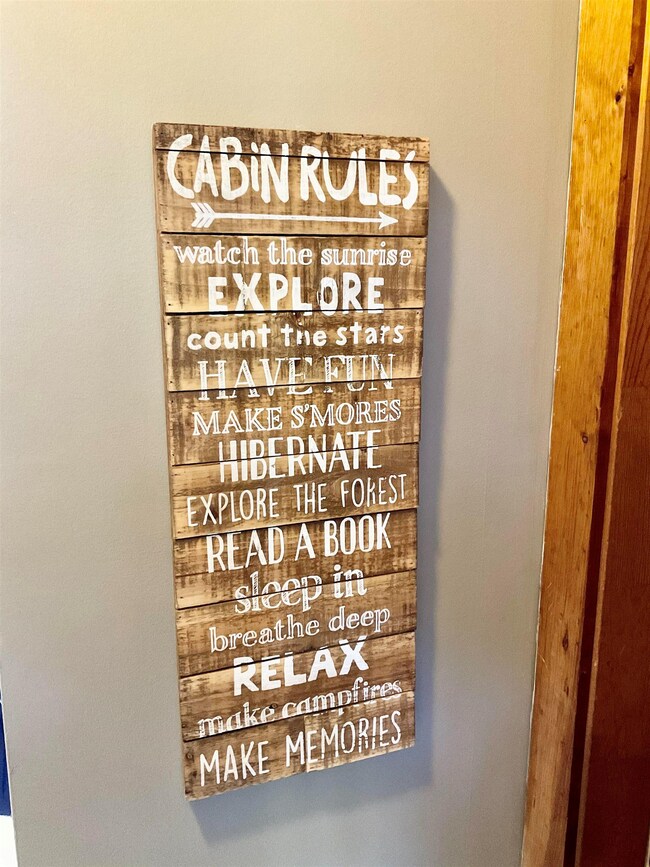 CABiN RULES
watch the sunrise
EXPLORE
count the stars
HAVE FUN
MAKE S'MORES
HIBERNATE
EXPLORE THE FOREST
READ A BOOK
sleep in
breathe deep
RELAX
make campfires
MAKE MEMORIES